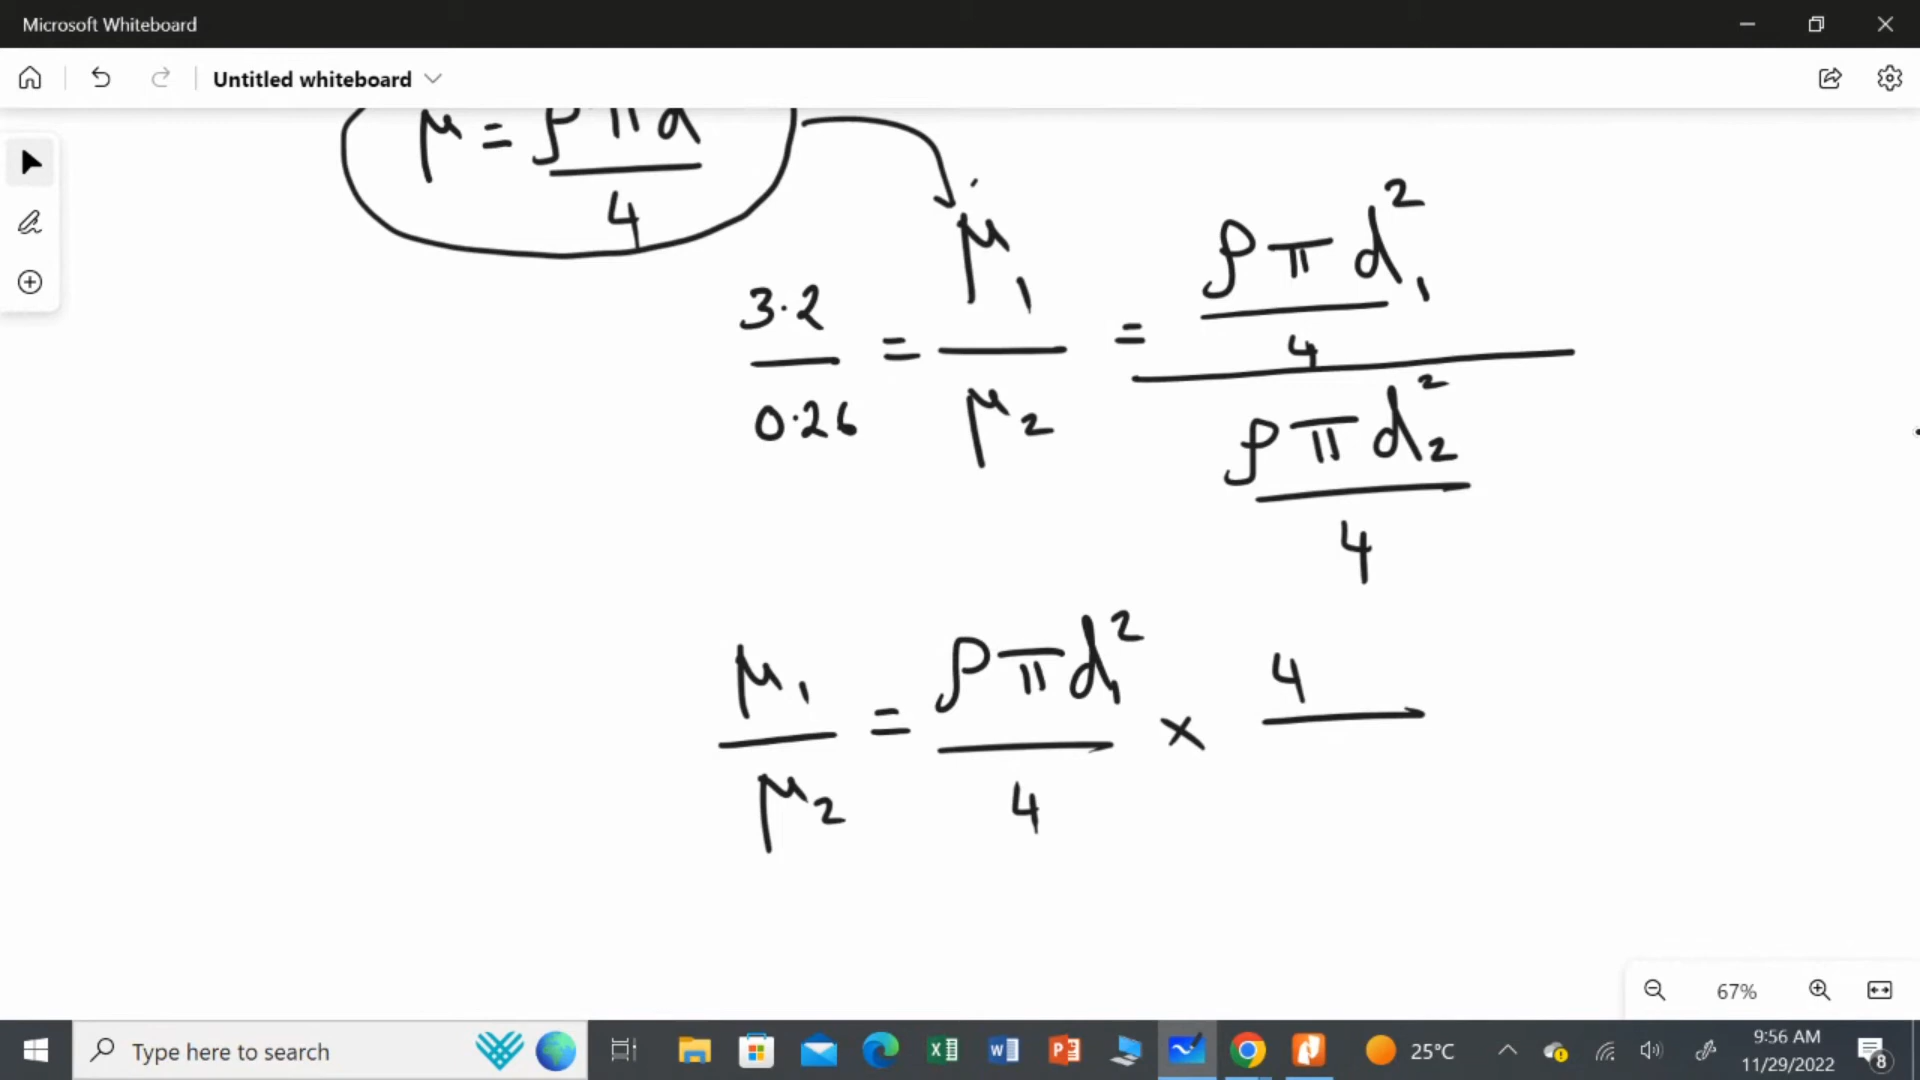 Microsoft Whiteboard
Untitled whiteboard
μ = ρπd / 4
3.2 / 0.26 = μ₁ / μ₂ = (ρπd₁² / 4) / (ρπd₂² / 4)
μ₁ / μ₂ = ρπd₁² / 4 × 4
67%
Type here to search
25°C
9:56 AM
11/29/2022
8